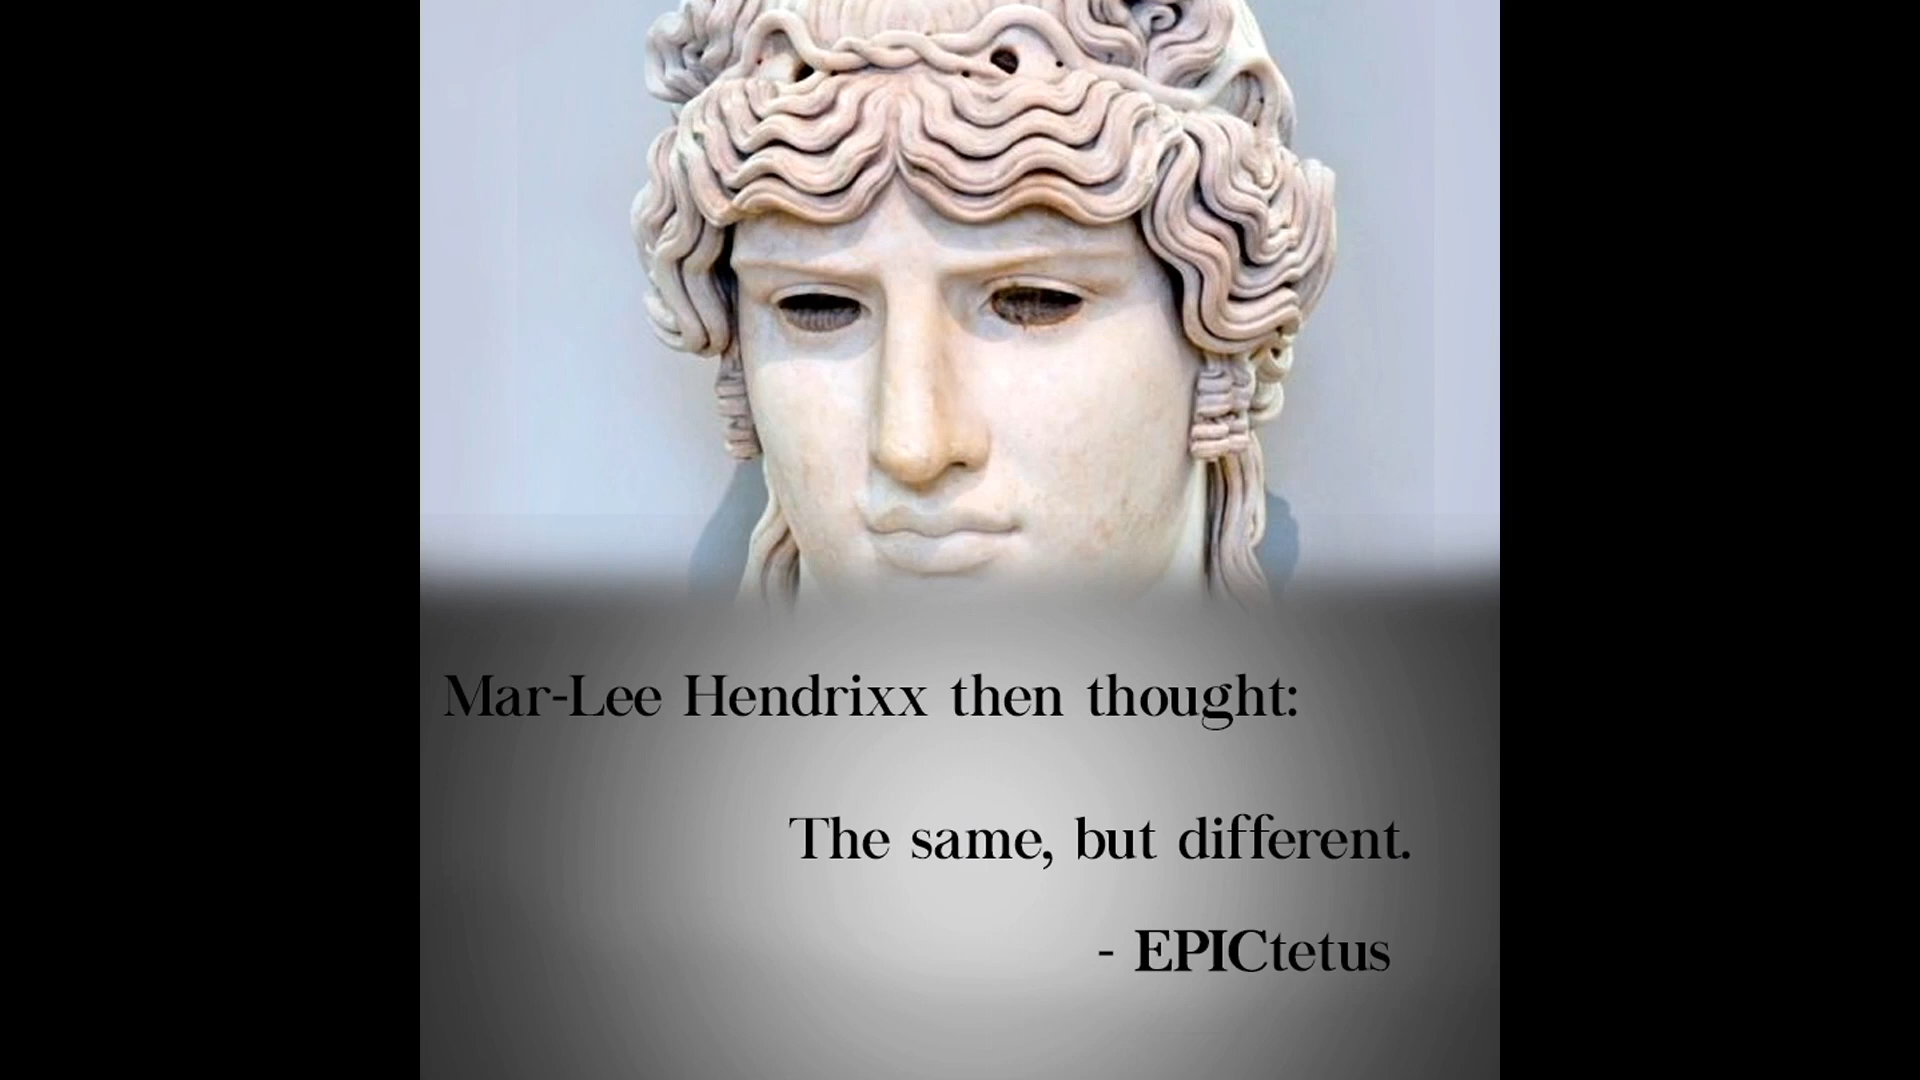 Mar-Lee Hendrixx then thought:
The same, but different.
- EPICtetus